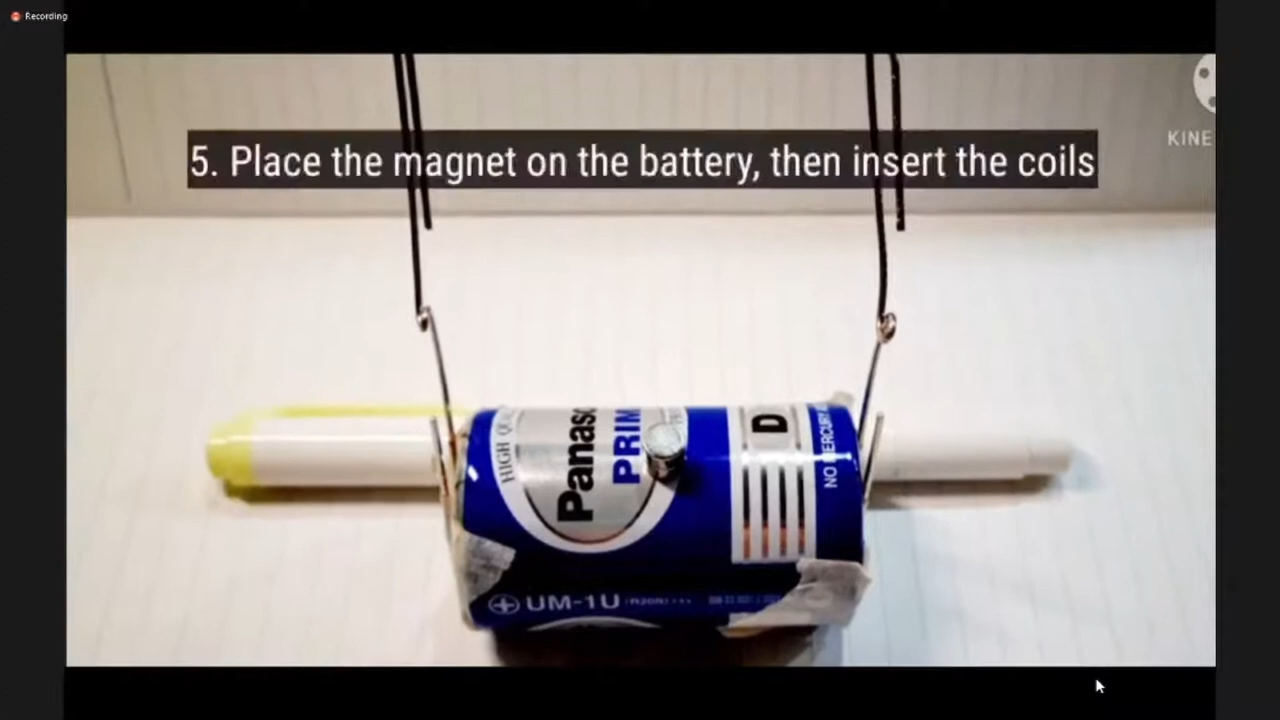 Recording
5. Place the magnet on the battery, then insert the coils
KINE
HIGH QU
Panaso
PRIM
D
NO MERCURY
UM-1U